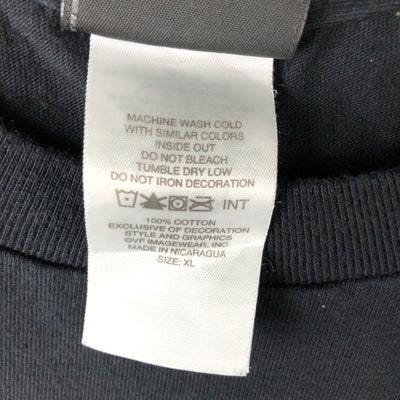 MACHINE WASH COLD
WITH SIMILAR COLORS
INSIDE OUT
DO NOT BLEACH
TUMBLE DRY LOW
DO NOT IRON DECORATION
INT
100% COTTON
EXCLUSIVE OF DECORATION
STYLE AND GRAPHICS
©VF IMAGEWEAR, INC.
MADE IN NICARAGUA
SIZE: XL